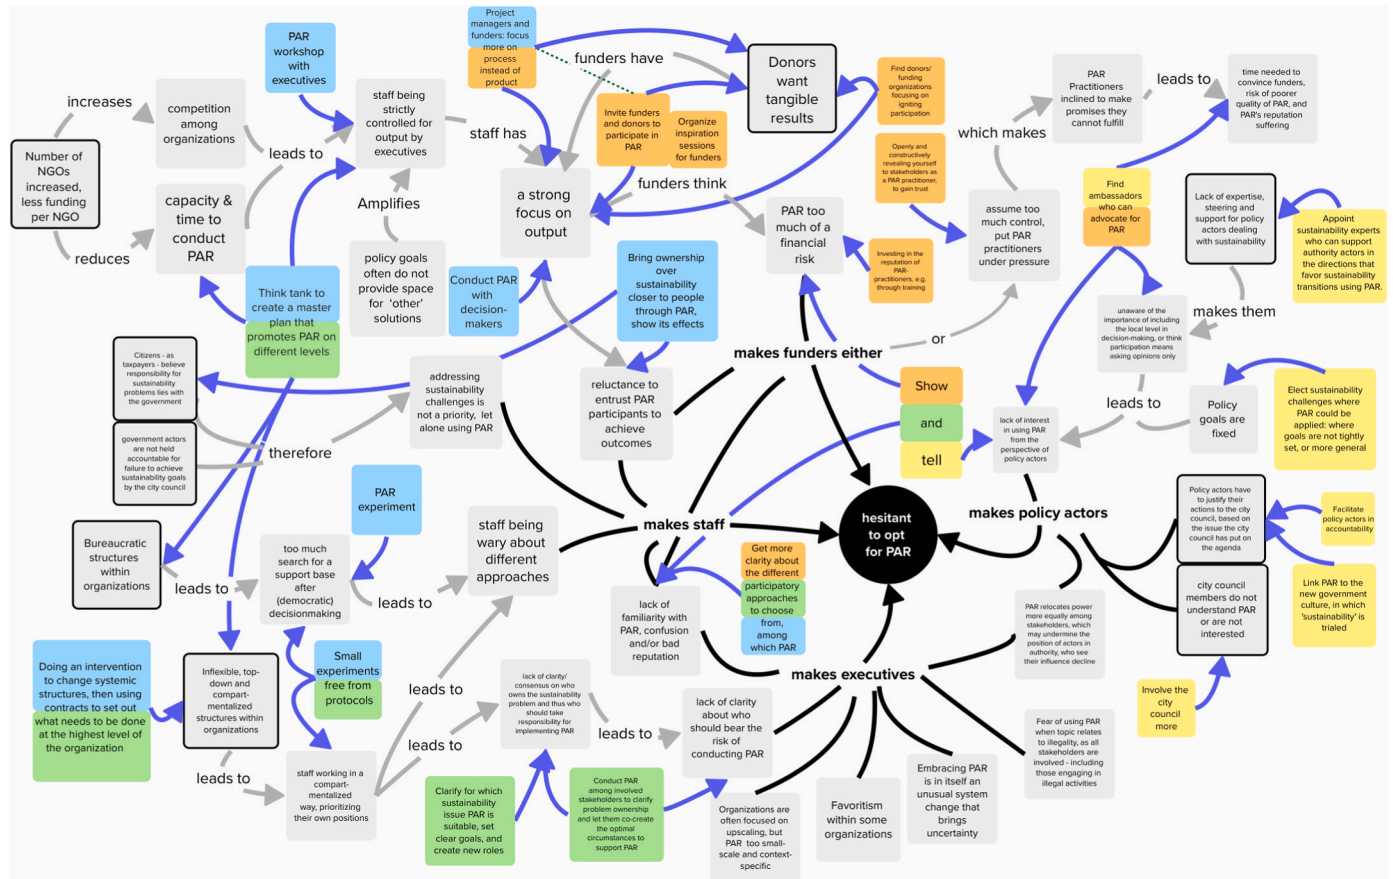 Project
managers and
funders: focus
more on
process
instead of
product
PAR
workshop
with
executives
funders have
Donors
want
tangible
results
Find donors/
funding
organizations
focusing on
igniting
participation
PAR
Practitioners
inclined to make
promises they
cannot fulfill
leads to
time needed to
convince funders,
risk of poorer
quality of PAR, and
PAR's reputation
suffering
increases
competition
among
organizations
staff being
strictly
controlled for
output by
executives
staff has
Invite funders
and donors to
participate in
PAR
Organize
inspiration
sessions
for funders
which makes
Number of
NGOs
increased,
less funding
per NGO
leads to
Openly and
constructively
revealing yourself
to stakeholders as
a PAR practitioner,
to gain trust
a strong
focus on
output
funders think
Find
ambassadors
who can
advocate for
PAR
Lack of expertise,
steering and
support for policy
actors dealing
with sustainability
capacity &
time to
conduct
PAR
Amplifies
PAR too
much of a
financial
risk
assume too
much control,
put PAR
practitioners
under pressure
Appoint
sustainability experts
who can support
authority actors in
the directions that
favor sustainability
transitions using PAR.
reduces
policy goals
often do not
provide space
for 'other'
solutions
Investing in the
reputation of
PAR-
practitioners, e.g.
through training
Think tank to
create a master
plan that
promotes PAR on
different levels
Conduct PAR
with
decision-
makers
Bring ownership
over
sustainability
closer to people
through PAR,
show its effects
unaware of the
importance of including
the local level in
decision-making, or think
participation means
asking opinions only
makes them
Citizens - as
taxpayers - believe
responsibility for
sustainability
problems lies with
the government
makes funders either
or
addressing
sustainability
challenges is
not a priority, let
alone using PAR
reluctance to
entrust PAR
participants to
achieve
outcomes
Show
and
tell
leads to
Policy
goals are
fixed
Elect sustainability
challenges where
PAR could be
applied: where
goals are not tightly
set, or more general
government actors
are not held
accountable for
failure to achieve
sustainability goals
by the city council
therefore
lack of interest
in using PAR
from the
perspective of
policy actors
PAR
experiment
hesitant
to opt
for PAR
makes policy actors
Policy actors have
to justify their
actions to the city
council, based on
the issue the city
council has put on
the agenda
Facilitate
policy actors in
accountability
Bureaucratic
structures
within
organizations
leads to
too much
search for a
support base
after
(democratic)
decisionmaking
leads to
staff being
wary about
different
approaches
makes staff
Get more
clarity about
the different
participatory
approaches
to choose
from,
among
which PAR
city council
members do not
understand PAR
or are not
interested
Link PAR to the
new government
culture, in which
'sustainability' is
trialed
lack of
familiarity with
PAR, confusion
and/or bad
reputation
PAR relocates power
more equally among
stakeholders, which
may undermine the
position of actors in
authority, who see
their influence decline
Doing an intervention
to change systemic
structures, then using
contracts to set out
what needs to be done
at the highest level of
the organization
Inflexible, top-
down and
compart-
mentalized
structures within
organizations
Small
experiments
free from
protocols
makes executives
Involve the
city
council
more
leads to
lack of clarity/
consensus on who
owns the sustainability
problem and thus who
should take
responsibility for
implementing PAR
leads to
leads to
lack of clarity
about who
should bear the
risk of
conducting PAR
Fear of using PAR
when topic relates
to illegality, as all
stakeholders are
involved - including
those engaging in
illegal activities
leads to
staff working in a
compart-
mentalized
way, prioritizing
their own positions
Clarify for which
sustainability
issue PAR is
suitable, set
clear goals, and
create new roles
Conduct PAR
among involved
stakeholders to clarify
problem ownership
and let them co-create
the optimal
circumstances to
support PAR
Organizations are
often focused on
upscaling, but
PAR too small-
scale and context-
specific
Favoritism
within some
organizations
Embracing PAR
is in itself an
unusual system
change that
brings
uncertainty